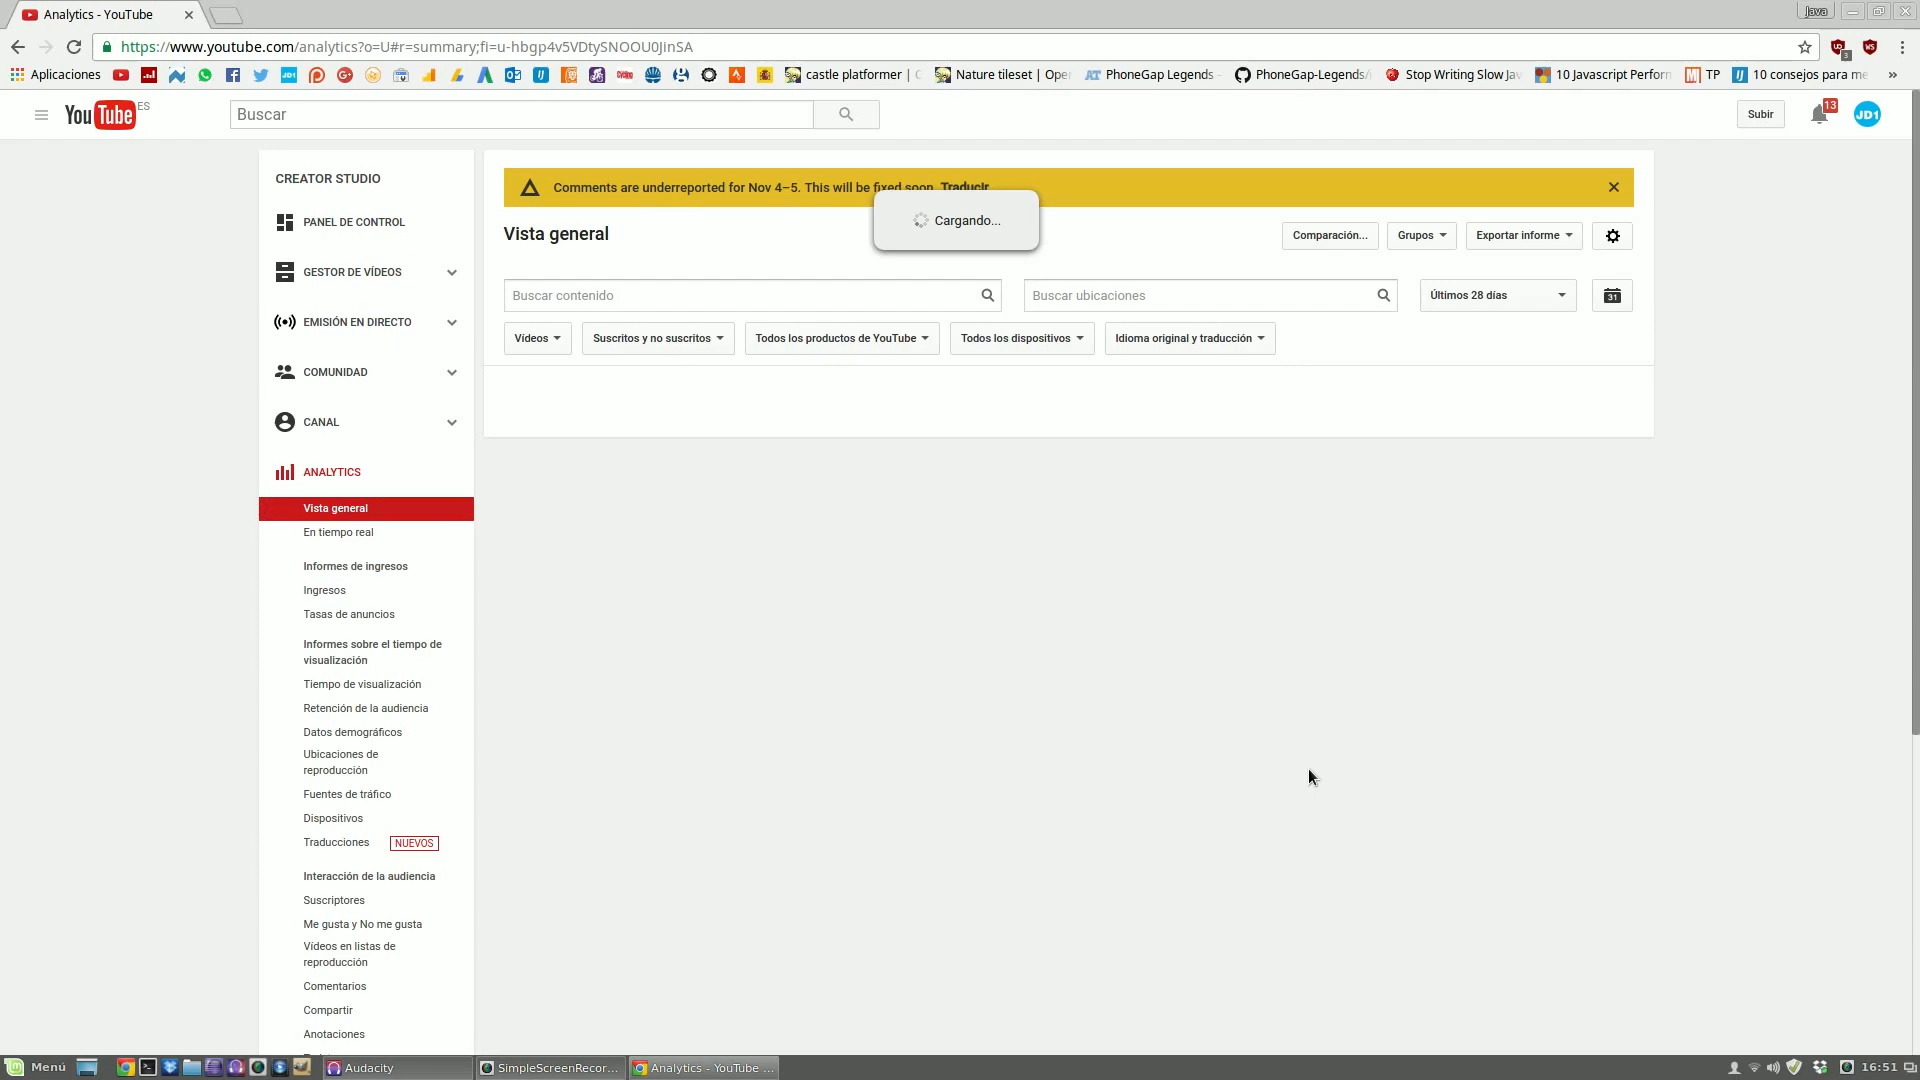 Analytics - YouTube
Java
https://www.youtube.com/analytics?o=U#r=summary;fi=u-hbgp4v5VDtySNOOU0JinSA
Aplicaciones
castle platformer |
Nature tileset | Ope
PhoneGap Legends -
PhoneGap-Legends/
Stop Writing Slow Ja
10 Javascript Perfor
TP
10 consejos para me
»
YouTube ES
Buscar
Subir
13
JD1
CREATOR STUDIO
PANEL DE CONTROL
GESTOR DE VÍDEOS
EMISIÓN EN DIRECTO
COMUNIDAD
CANAL
ANALYTICS
Vista general
En tiempo real
Informes de ingresos
Ingresos
Tasas de anuncios
Informes sobre el tiempo de
visualización
Tiempo de visualización
Retención de la audiencia
Datos demográficos
Ubicaciones de
reproducción
Fuentes de tráfico
Dispositivos
Traducciones NUEVOS
Interacción de la audiencia
Suscriptores
Me gusta y No me gusta
Vídeos en listas de
reproducción
Comentarios
Compartir
Anotaciones
Comments are underreported for Nov 4–5. This will be fixed soon. Traducir
Cargando...
Vista general
Comparación...
Grupos
Exportar informe
Buscar contenido
Buscar ubicaciones
Últimos 28 días
31
Vídeos
Suscritos y no suscritos
Todos los productos de YouTube
Todos los dispositivos
Idioma original y traducción
Menú
Audacity
SimpleScreenRecor...
Analytics - YouTube ...
16:51